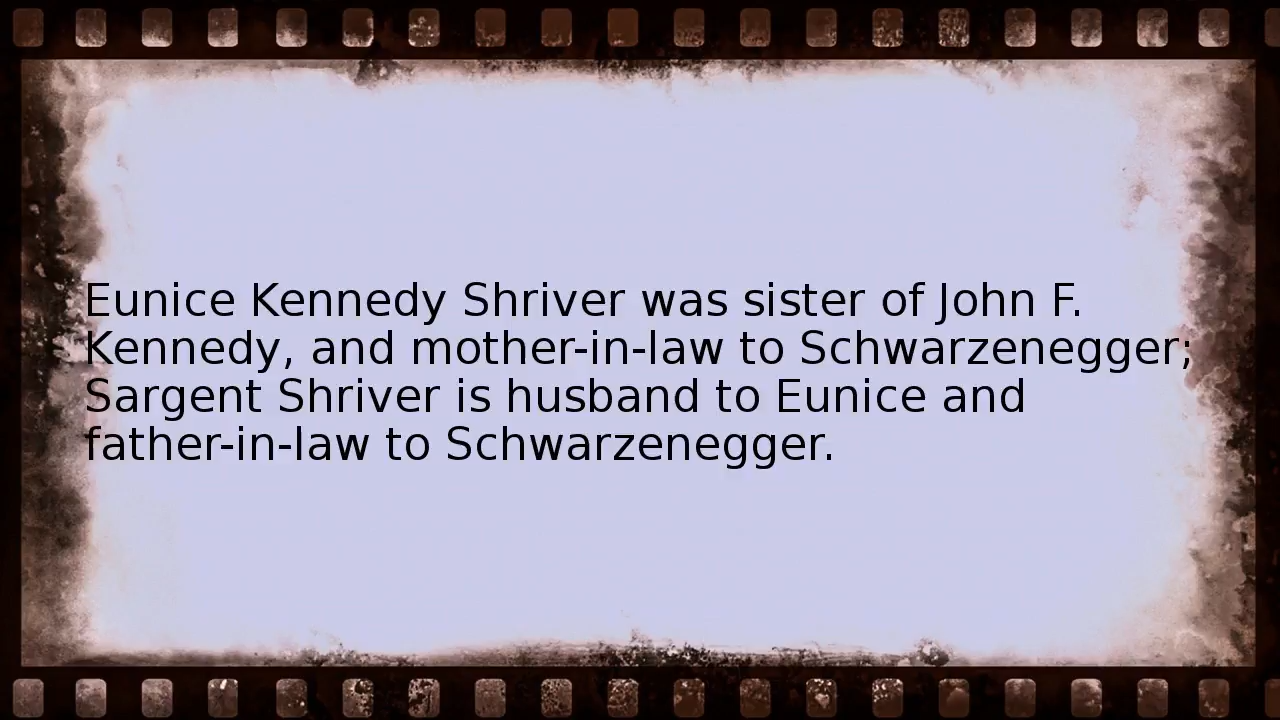 Eunice Kennedy Shriver was sister of John F.
Kennedy, and mother-in-law to Schwarzenegger;
Sargent Shriver is husband to Eunice and
father-in-law to Schwarzenegger.